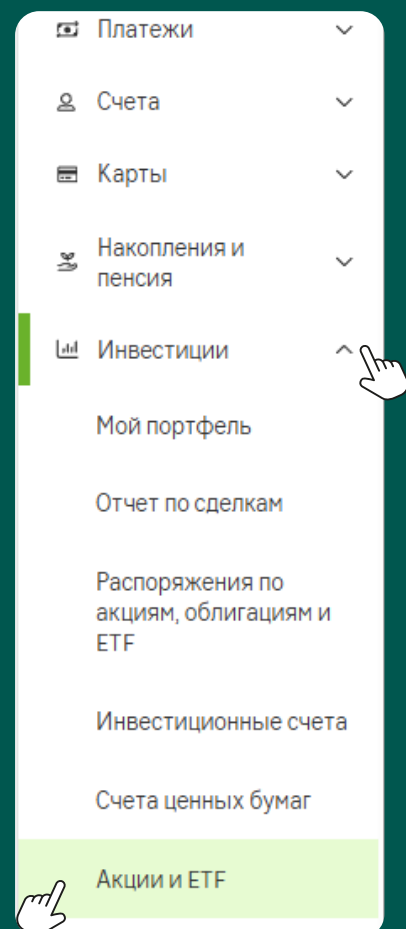 Платежи
Счета
Карты
Накопления и
пенсия
Инвестиции
Мой портфель
Отчет по сделкам
Распоряжения по
акциям, облигациям и
ETF
Инвестиционные счета
Счета ценных бумаг
Акции и ETF